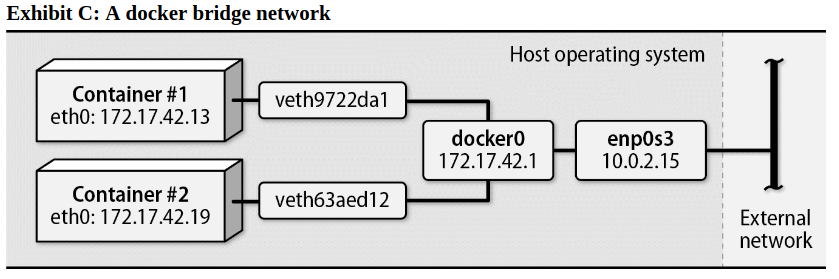 Exhibit C: A docker bridge network
Host operating system
Container #1
eth0: 172.17.42.13
veth9722da1
docker0
172.17.42.1
enp0s3
10.0.2.15
Container #2
eth0: 172.17.42.19
veth63aed12
External
network